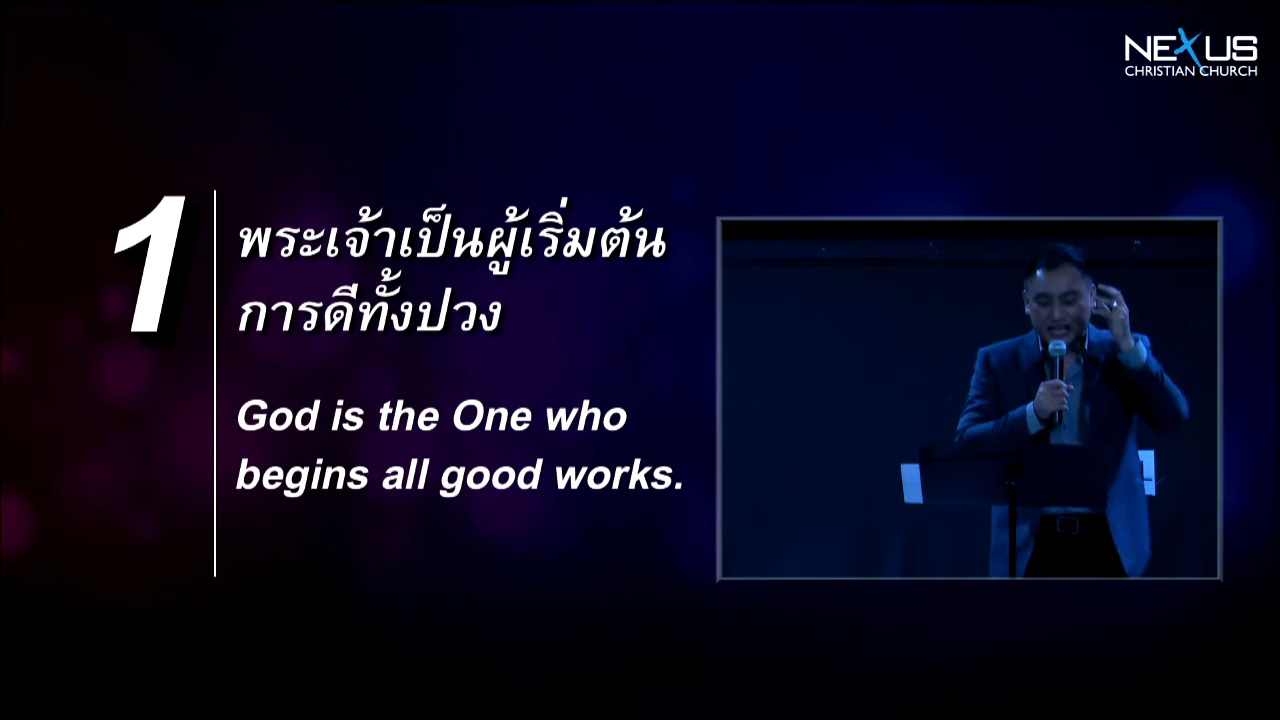 NEXUS
CHRISTIAN CHURCH
1
พระเจ้าเป็นผู้เริ่มต้น
การดีทั้งปวง
God is the One who
begins all good works.